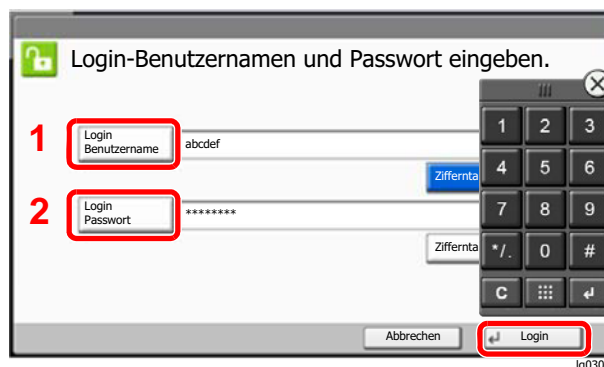 Login-Benutzernamen und Passwort eingeben.
1
Login
Benutzername
abcdef
Ziffernta
2
Login
Passwort
********
Ziffernta
1 2 3
4 5 6
7 8 9
*/. 0 #
C
Abbrechen
Login
lg030